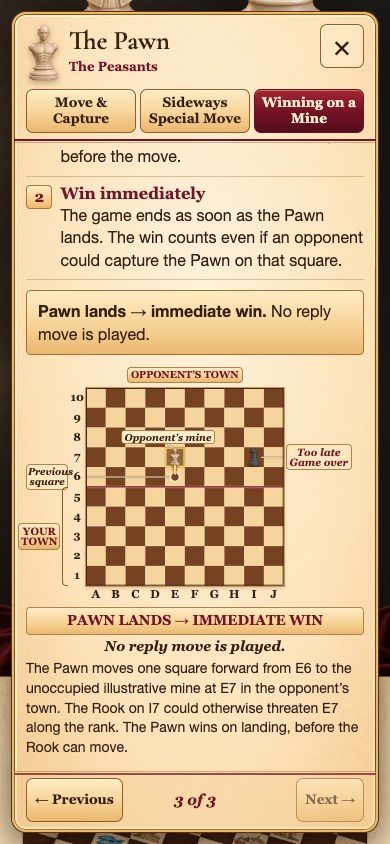 The Pawn
The Peasants
×
Move &
Capture
Sideways
Special Move
Winning on a
Mine
before the move.
2
Win immediately
The game ends as soon as the Pawn
lands. The win counts even if an opponent
could capture the Pawn on that square.
Pawn lands → immediate win. No reply
move is played.
OPPONENT'S TOWN
10
9
8
7
6
5
4
3
2
1
Opponent's mine
Too late
Game over
Previous
square
YOUR
TOWN
A B C D E F G H I J
PAWN LANDS → IMMEDIATE WIN
No reply move is played.
The Pawn moves one square forward from E6 to the
unoccupied illustrative mine at E7 in the opponent's
town. The Rook on I7 could otherwise threaten E7
along the rank. The Pawn wins on landing, before the
Rook can move.
← Previous
3 of 3
Next →